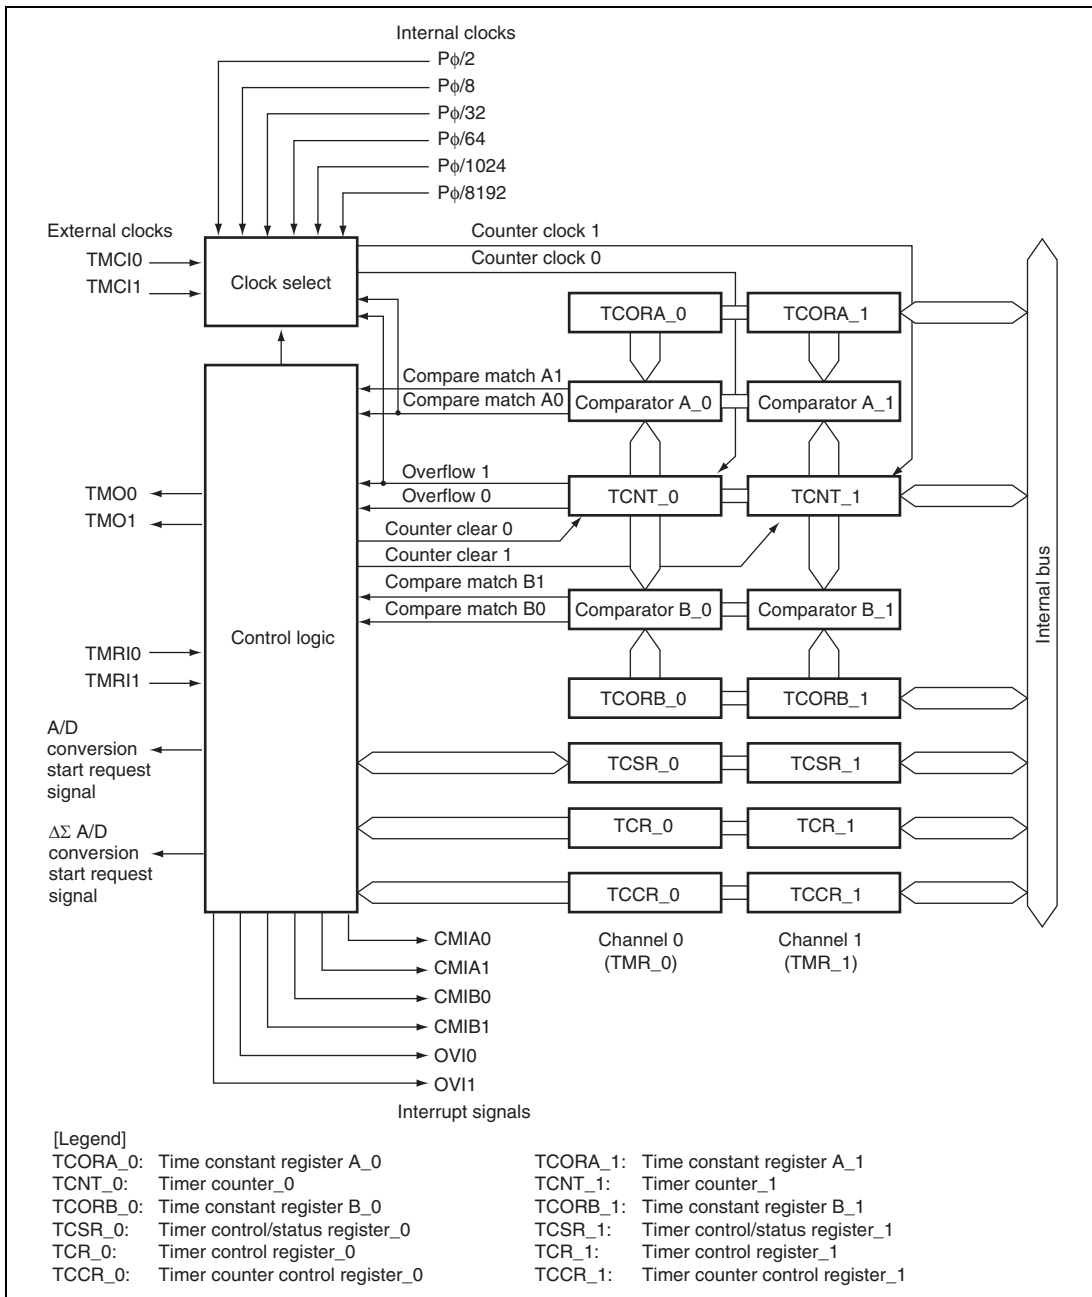 Internal clocks
Pϕ/2
Pϕ/8
Pϕ/32
Pϕ/64
Pϕ/1024
Pϕ/8192
External clocks
TMCI0
TMCI1
Clock select
Counter clock 1
Counter clock 0
TCORA_0
TCORA_1
Compare match A1
Compare match A0
Comparator A_0
Comparator A_1
Overflow 1
Overflow 0
TCNT_0
TCNT_1
TMO0
TMO1
Counter clear 0
Counter clear 1
Compare match B1
Compare match B0
Comparator B_0
Comparator B_1
Internal bus
Control logic
TMRI0
TMRI1
TCORB_0
TCORB_1
A/D
conversion
start request
signal
TCSR_0
TCSR_1
ΔΣ A/D
conversion
start request
signal
TCR_0
TCR_1
TCCR_0
TCCR_1
Channel 0
(TMR_0)
Channel 1
(TMR_1)
CMIA0
CMIA1
CMIB0
CMIB1
OVI0
OVI1
Interrupt signals
[Legend]
TCORA_0: Time constant register A_0
TCNT_0: Timer counter_0
TCORB_0: Time constant register B_0
TCSR_0: Timer control/status register_0
TCR_0: Timer control register_0
TCCR_0: Timer counter control register_0
TCORA_1: Time constant register A_1
TCNT_1: Timer counter_1
TCORB_1: Time constant register B_1
TCSR_1: Timer control/status register_1
TCR_1: Timer control register_1
TCCR_1: Timer counter control register_1